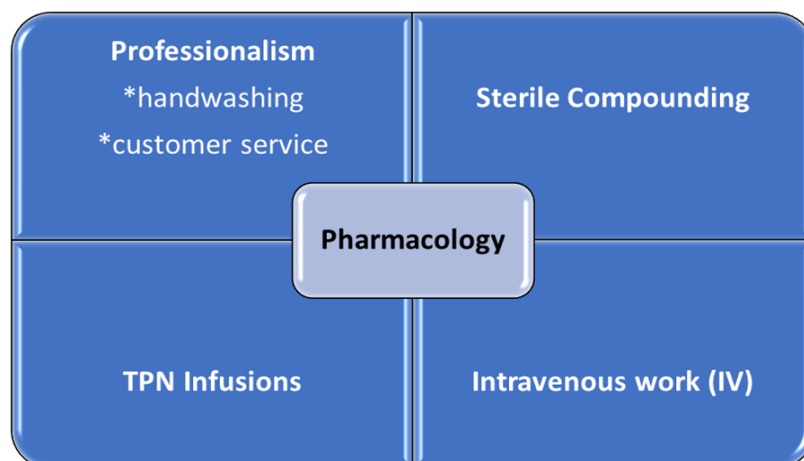 Professionalism
*handwashing
*customer service
Sterile Compounding
Pharmacology
TPN Infusions
Intravenous work (IV)